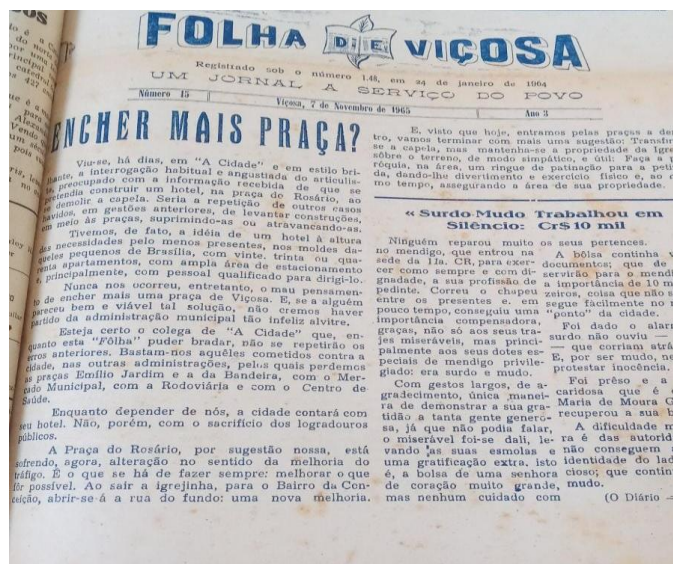 FOLHA DE VIÇOSA
Registrado sob o número 1.48, em 24 de janeiro de 1964
UM JORNAL A SERVIÇO DO POVO
Número 15
Viçosa, 7 de Novembro de 1965
Ano 3
ENCHER MAIS PRAÇA?
Viu-se, há dias, em "A Cidade" e em estilo bri-
lhante, a interrogação habitual e angustada do articulis-
ta, preocupado com a informação recebida de que se
pretendia construir um hotel, na praça do Rosário, ao
se demolir a capela. Seria a repetição de outros casos
havidos, em gestões anteriores, de levantar construções,
em meio às praças, suprimindo-as ou atravancando-as.
Tivemos, de fato, a idéia de um hotel à altura
das necessidades pelo menos presentes, nos moldes da-
queles pequenos de Brasília, com vinte, trinta ou qua-
renta apartamentos, com ampla área de estacionamento
e, principalmente, com pessoal qualificado para dirigi-lo.
Nunca nos ocorreu, entretanto, o mau pensamen-
to de encher mais uma praça de Viçosa. E, se a alguém
pareceu bem e viável tal solução, não cremos haver
partido da administração municipal tão infeliz alvitre.
Esteja certo o colega de "A Cidade" que, en-
quanto esta "Fôlha" puder bradar, não se repetirão os
erros anteriores. Bastam-nos aquêles cometidos contra a
cidade, nas outras administrações, pelos quais perdemos
as praças Emílio Jardim e a da Bandeira, com o Mer-
cado Municipal, com a Rodoviária e com o Centro de
Saúde.
Enquanto depender de nós, a cidade contará com
seu hotel. Não, porém, com o sacrifício dos logradouros
públicos.
A Praça do Rosário, por sugestão nossa, está
sofrendo, agora, alteração no sentido da melhoria do
tráfigo. É o que se há de fazer sempre: melhorar o que
fôr possível. Ao sair a igrejinha, para o Bairro da Con-
ceição, abrir-se-á a rua do fundo: uma nova melhoria.
E, visto que hoje, entramos pelas praças a den-
tro, vamos terminar com mais uma sugestão: Transfi
se a capela, mas mantenha-se a propriedade da Igre
sôbre o terreno, de modo simpático, e útil: Faça a p
róquia, na área, um ringue de patinação para a peti
da, dando-lhe divertimento e exercício físico e, ao
mo tempo, assegurando a área de sua propriedade.
« Surdo-Mudo Trabalhou em
Silêncio: Cr$ 10 mil
Ninguém reparou muito
no mendigo, que entrou na
sede da 11a. CR, para exer-
cer como sempre e com di-
gnadade, a sua profissão de
pedinte. Correu o chapeu
entre os presentes e, em
pouco tempo, conseguiu uma
importância compensadora,
graças, não só aos seus tra-
jes miseráveis, mas princi-
palmente aos seus dotes es-
peciais de mendigo privile-
giado: era surdo e mudo.
Com gestos largos, de a-
gradecimento, única manei-
ra de demonstrar a sua gra-
tidão a tanta gente genero-
sa, já que não podia falar,
o miserável foi-se dali, le-
vando as suas esmolas e
uma gratificação extra. isto
é, a bolsa de uma senhora
de coração muito grande,
mas nenhum cuidado com
os seus pertences.
A bôlsa continha
documentos; que de
servirão para o mendi
a importância de 10 m
zeiros, coisa que não s
segue fàcilmente no
"ponto" da cidade.
Foi dado o alar
surdo não ouviu —
— que corriam atrá
E, por ser mudo, ne
protestar inocência.
Foi prêso e a
caridosa que é
Maria de Moura G
recuperou a sua b
A dificuldade m
ra é das autorid
não conseguem
identidade do lad
cioso; que contin
mudo.
(O Diário —